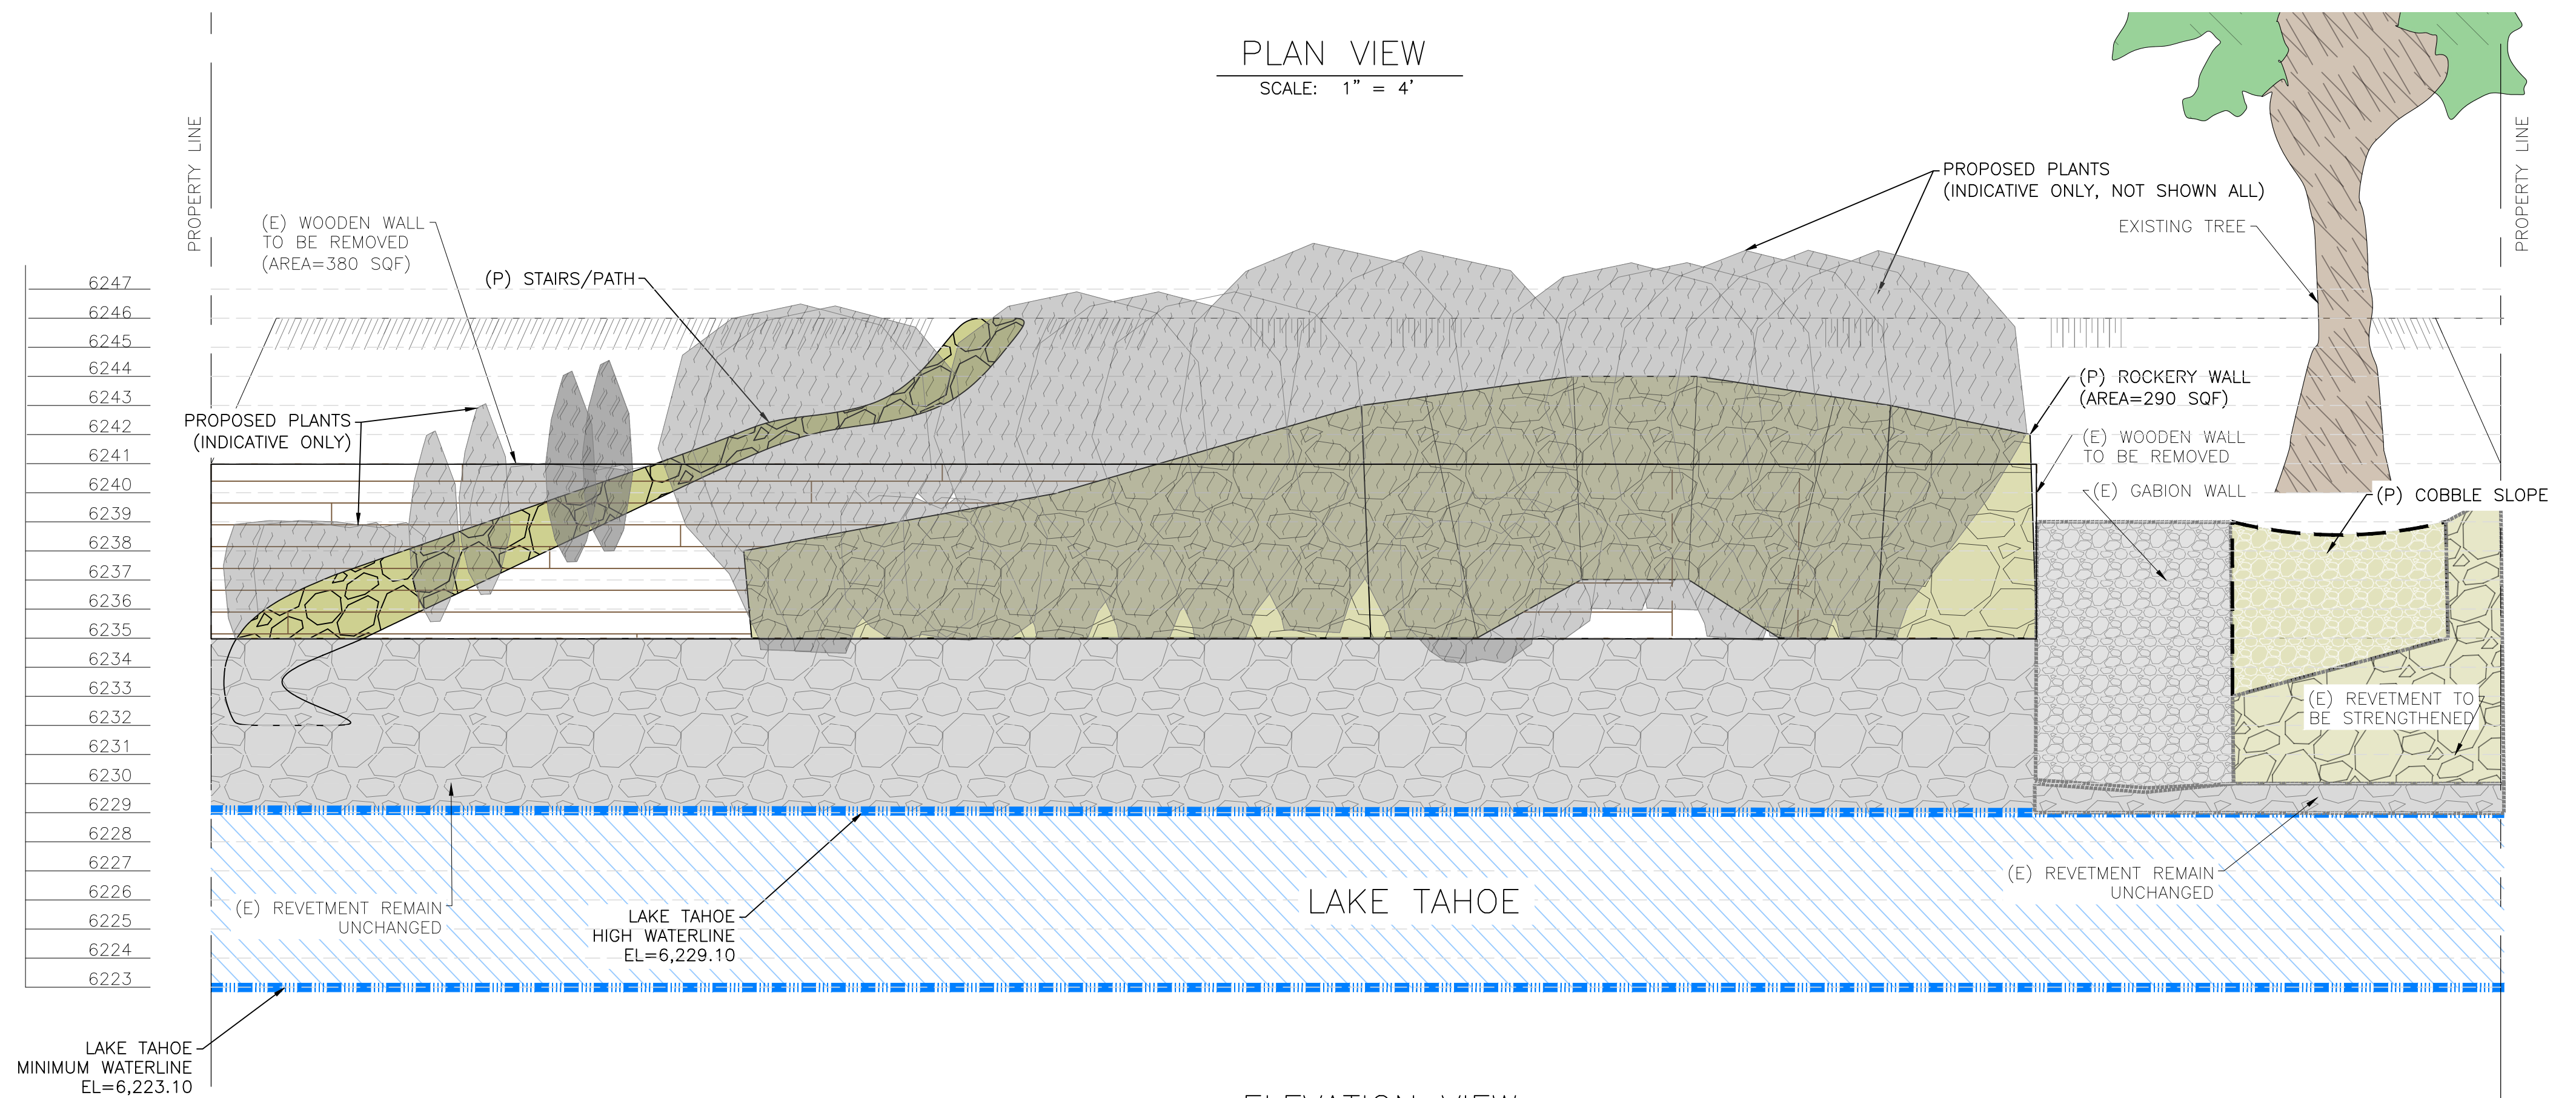 PLAN VIEW
SCALE: 1" = 4'
PROPERTY LINE
PROPERTY LINE
(E) WOODEN WALL
TO BE REMOVED
(AREA=380 SQF)
(P) STAIRS/PATH
PROPOSED PLANTS
(INDICATIVE ONLY, NOT SHOWN ALL)
EXISTING TREE
6247
6246
6245
6244
6243
6242
6241
6240
6239
6238
6237
6236
6235
6234
6233
6232
6231
6230
6229
6228
6227
6226
6225
6224
6223
PROPOSED PLANTS
(INDICATIVE ONLY)
(P) ROCKERY WALL
(AREA=290 SQF)
(E) WOODEN WALL
TO BE REMOVED
(E) GABION WALL
(P) COBBLE SLOPE
(E) REVETMENT TO
BE STRENGTHENED
(E) REVETMENT REMAIN
UNCHANGED
LAKE TAHOE
HIGH WATERLINE
EL=6,229.10
LAKE TAHOE
(E) REVETMENT REMAIN
UNCHANGED
LAKE TAHOE
MINIMUM WATERLINE
EL=6,223.10
ELEVATION VIEW